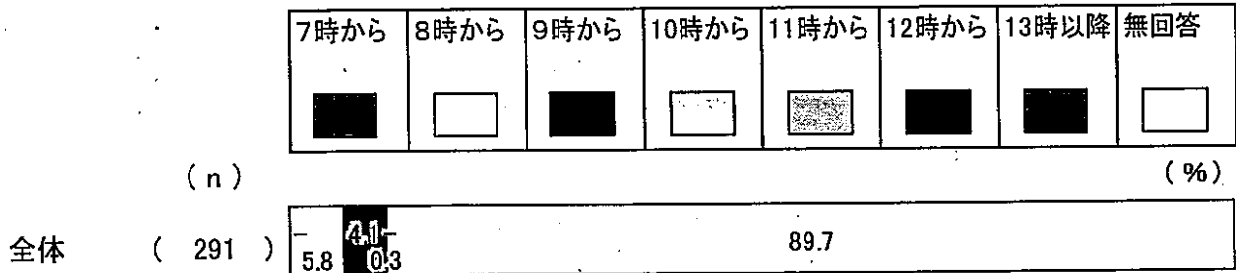 7時から 8時から 9時から 10時から 11時から 12時から 13時以降 無回答
(n) (%)
全体 ( 291 ) - 5.8 4.1 0.3 - 89.7